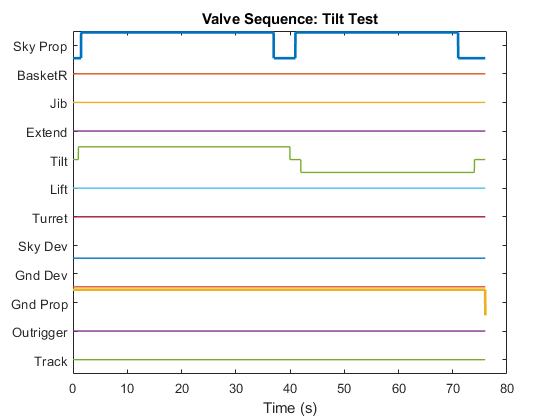 Valve Sequence: Tilt Test
Sky Prop
BasketR
Jib
Extend
Tilt
Lift
Turret
Sky Dev
Gnd Dev
Gnd Prop
Outrigger
Track
0 10 20 30 40 50 60 70 80
Time (s)